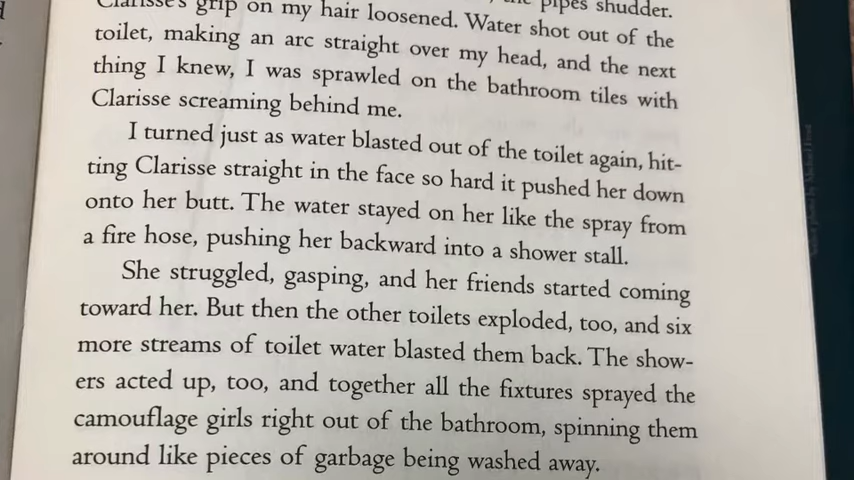 Clarisse's grip on my hair loosened. Water shot out of the pipes shudder.
toilet, making an arc straight over my head, and the next
thing I knew, I was sprawled on the bathroom tiles with
Clarisse screaming behind me.
I turned just as water blasted out of the toilet again, hit-
ting Clarisse straight in the face so hard it pushed her down
onto her butt. The water stayed on her like the spray from
a fire hose, pushing her backward into a shower stall.
She struggled, gasping, and her friends started coming
toward her. But then the other toilets exploded, too, and six
more streams of toilet water blasted them back. The show-
ers acted up, too, and together all the fixtures sprayed the
camouflage girls right out of the bathroom, spinning them
around like pieces of garbage being washed away.